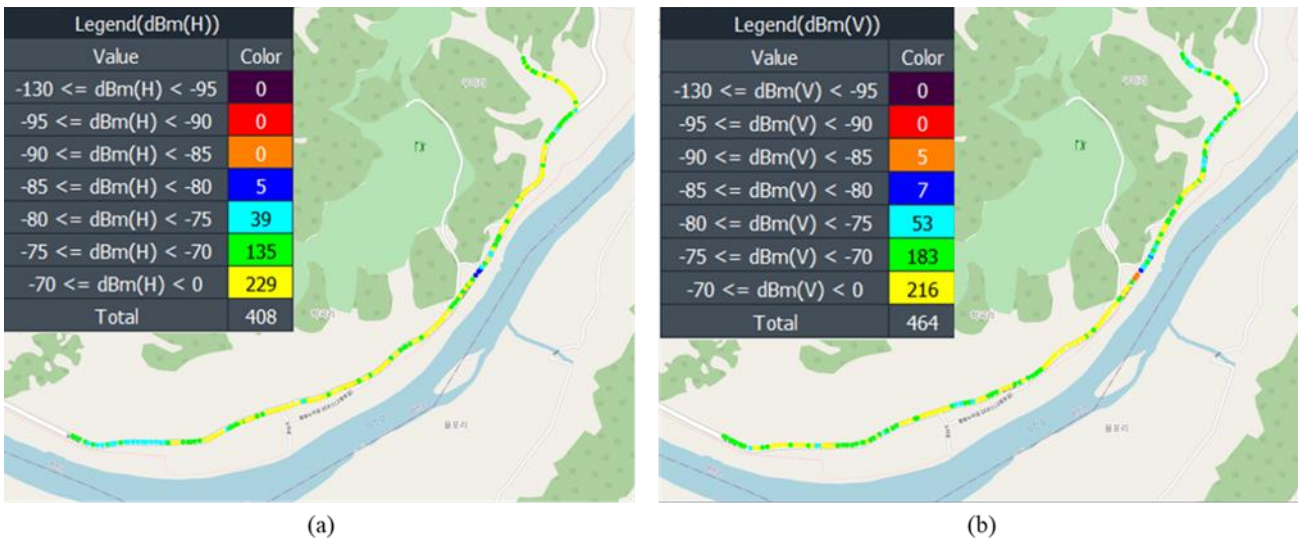 Legend(dBm(H))
Value Color
-130 <= dBm(H) < -95 0
-95 <= dBm(H) < -90 0
-90 <= dBm(H) < -85 0
-85 <= dBm(H) < -80 5
-80 <= dBm(H) < -75 39
-75 <= dBm(H) < -70 135
-70 <= dBm(H) < 0 229
Total 408
(a)
Legend(dBm(V))
Value Color
-130 <= dBm(V) < -95 0
-95 <= dBm(V) < -90 0
-90 <= dBm(V) < -85 5
-85 <= dBm(V) < -80 7
-80 <= dBm(V) < -75 53
-75 <= dBm(V) < -70 183
-70 <= dBm(V) < 0 216
Total 464
(b)